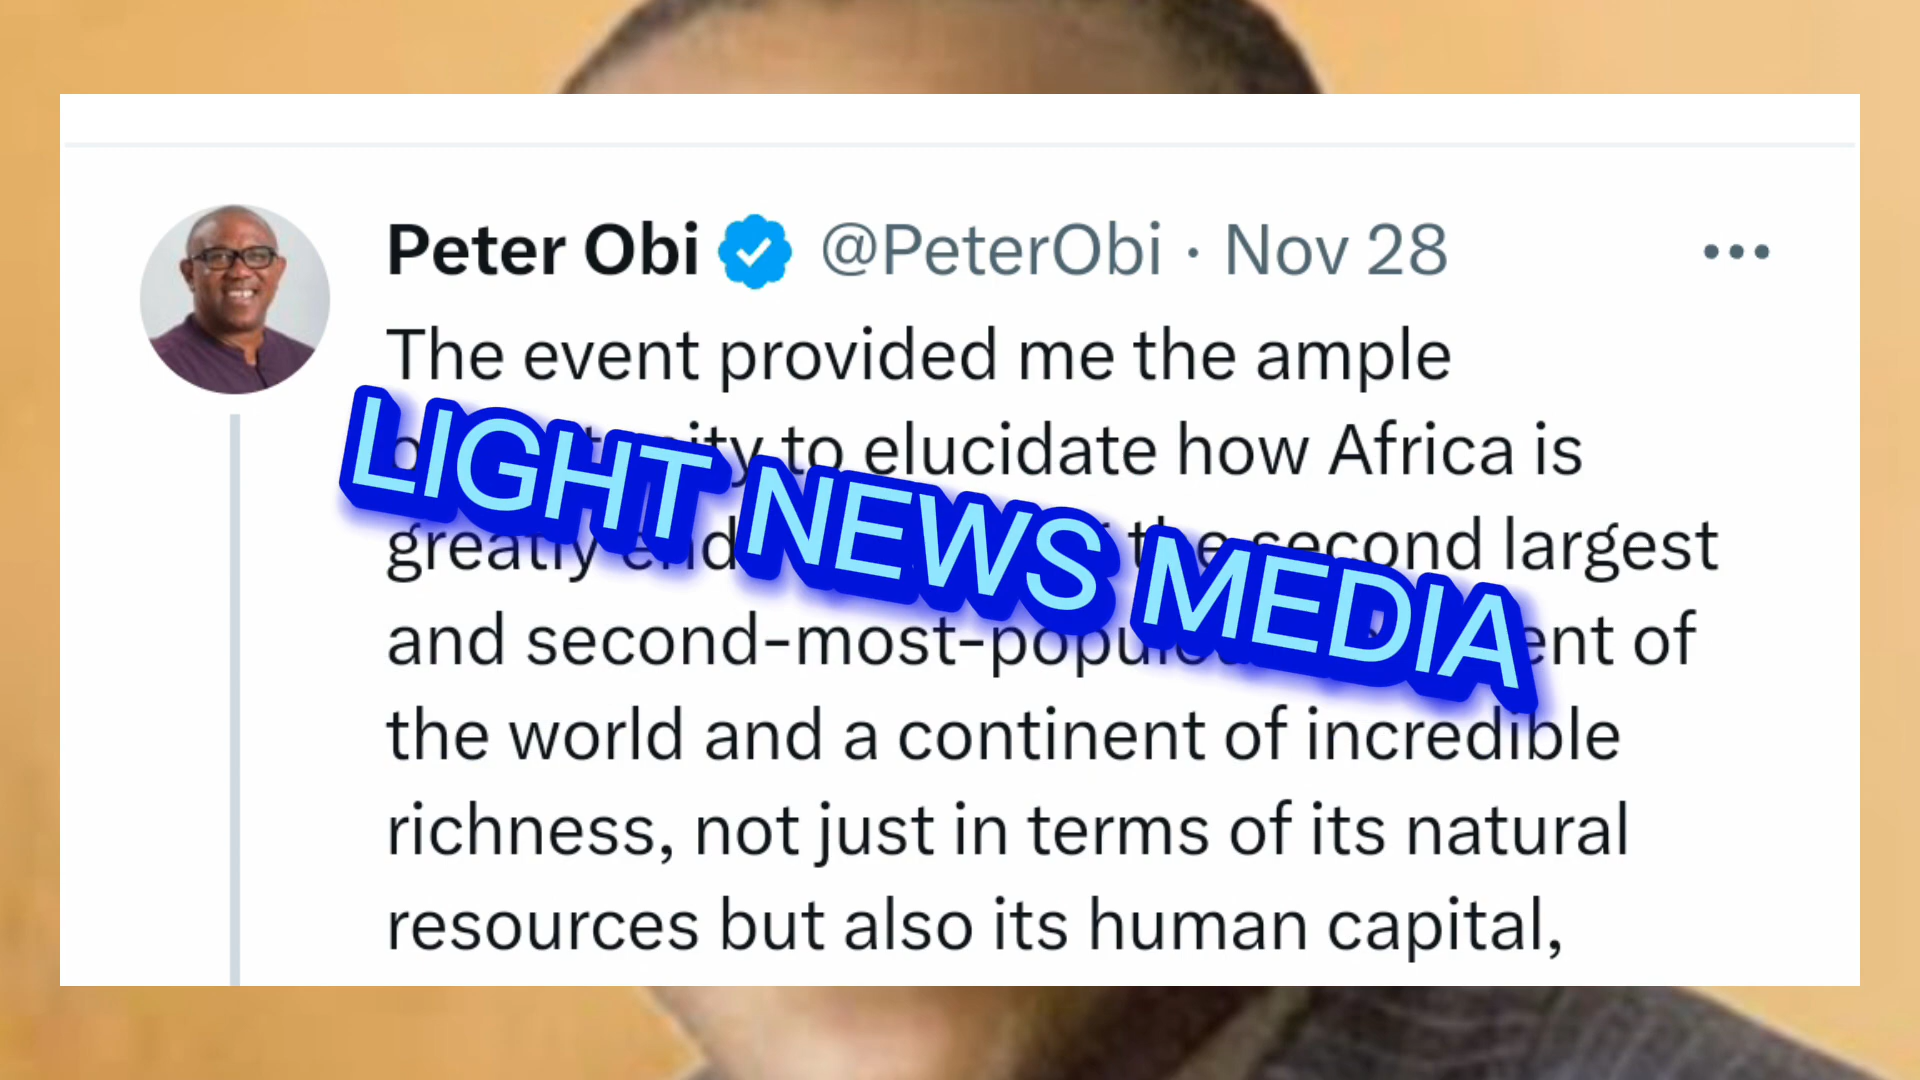 Peter Obi @PeterObi · Nov 28
The event provided me the ample
to elucidate how Africa is
greatly the second largest
and second-most- of
the world and a continent of incredible
richness, not just in terms of its natural
resources but also its human capital,
LIGHT NEWS MEDIA